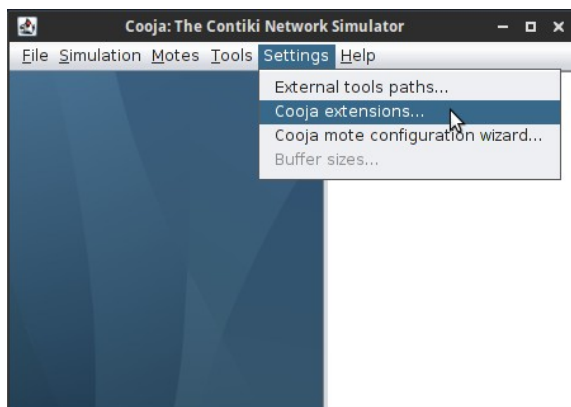 Cooja: The Contiki Network Simulator
File Simulation Motes Tools Settings Help
External tools paths...
Cooja extensions...
Cooja mote configuration wizard...
Buffer sizes...